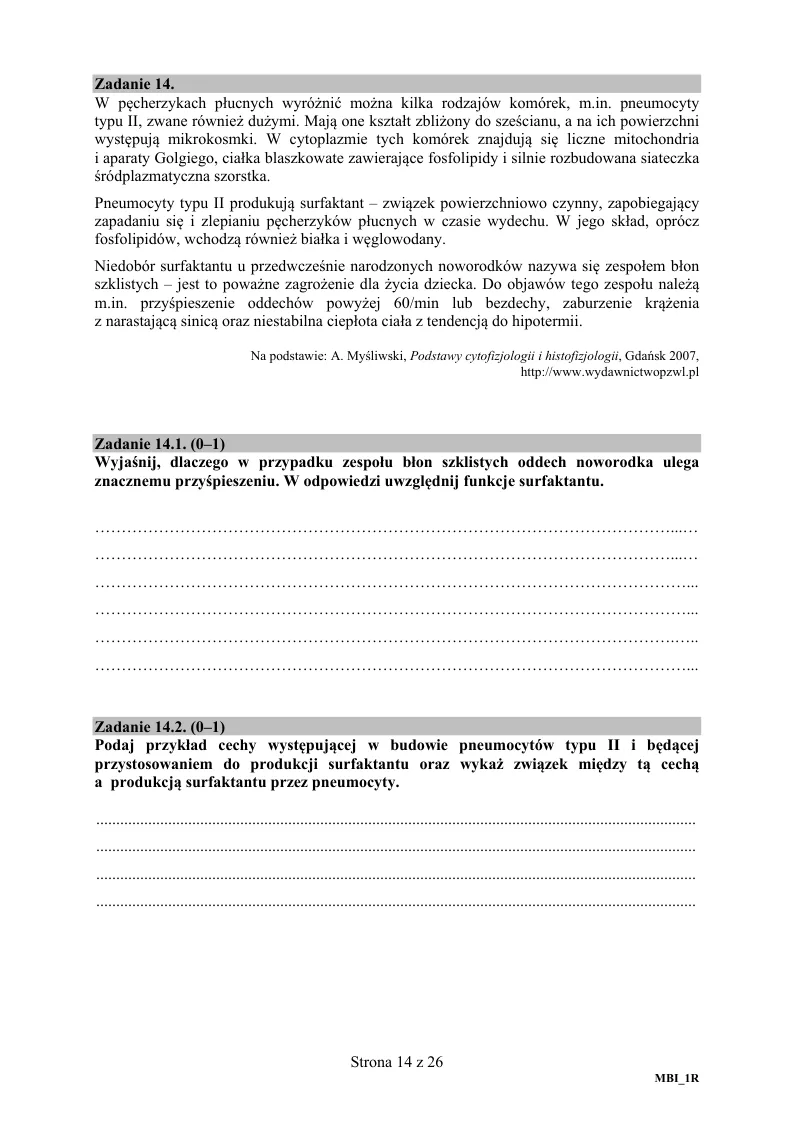 Zadanie 14.
W pęcherzykach płucnych wyróżnić można kilka rodzajów komórek, m.in. pneumocyty
typu II, zwane również dużymi. Mają one kształt zbliżony do sześcianu, a na ich powierzchni
występują mikrokosmki. W cytoplazmie tych komórek znajdują się liczne mitochondria
i aparaty Golgiego, ciałka blaszkowate zawierające fosfolipidy i silnie rozbudowana siateczka
śródplazmatyczna szorstka.
Pneumocyty typu II produkują surfaktant – związek powierzchniowo czynny, zapobiegający
zapadaniu się i zlepianiu pęcherzyków płucnych w czasie wydechu. W jego skład, oprócz
fosfolipidów, wchodzą również białka i węglowodany.
Niedobór surfaktantu u przedwcześnie narodzonych noworodków nazywa się zespołem błon
szklistych – jest to poważne zagrożenie dla życia dziecka. Do objawów tego zespołu należą
m.in. przyśpieszenie oddechów powyżej 60/min lub bezdechy, zaburzenie krążenia
z narastającą sinicą oraz niestabilna ciepłota ciała z tendencją do hipotermii.
Na podstawie: A. Myśliwski, Podstawy cytofizjologii i histofizjologii, Gdańsk 2007,
http://www.wydawnictwopzwl.pl
Zadanie 14.1. (0–1)
Wyjaśnij, dlaczego w przypadku zespołu błon szklistych oddech noworodka ulega
znacznemu przyśpieszeniu. W odpowiedzi uwzględnij funkcje surfaktantu.
Zadanie 14.2. (0–1)
Podaj przykład cechy występującej w budowie pneumocytów typu II i będącej
przystosowaniem do produkcji surfaktantu oraz wykaż związek między tą cechą
a produkcją surfaktantu przez pneumocyty.
Strona 14 z 26
MBI_1R